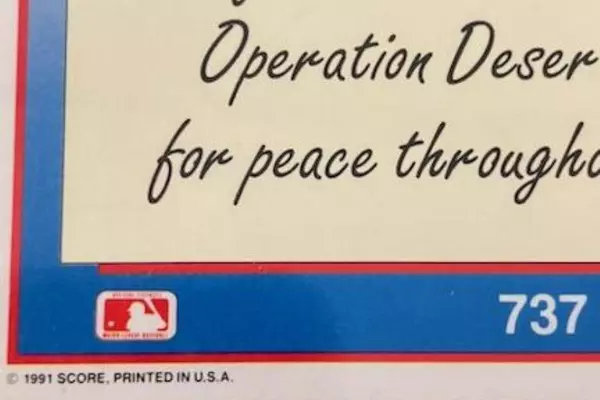 Operation Deser
for peace througho
737
© 1991 SCORE, PRINTED IN U.S.A.